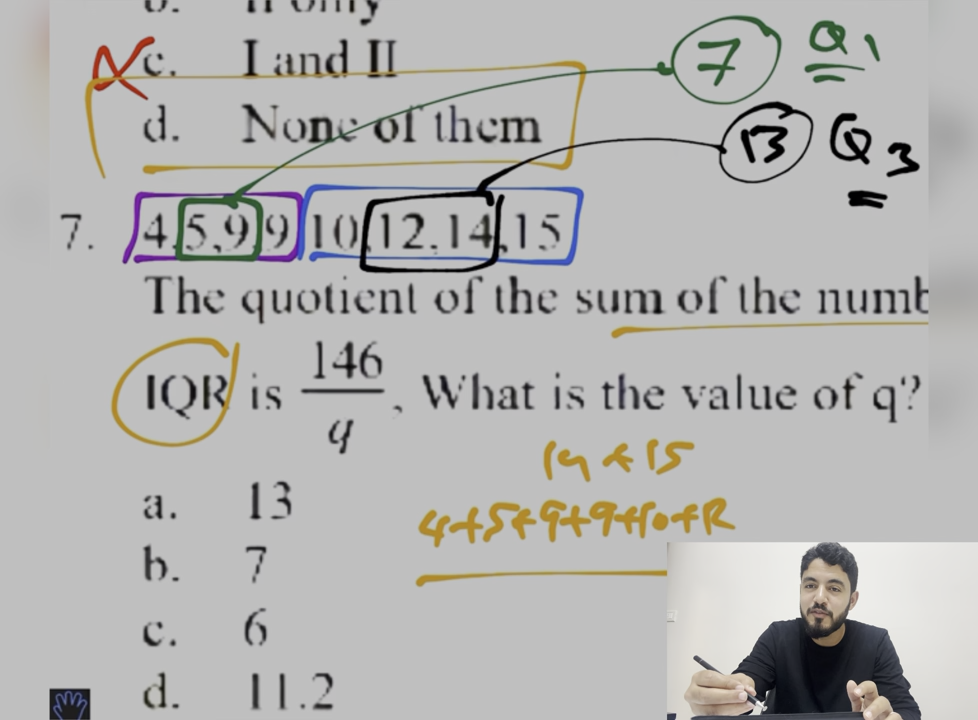 b. II only
c. I and II
d. None of them
7 Q1
13 Q3
7. 4,5,9,9,10,12,14,15
The quotient of the sum of the numb
IQR is 146/q, What is the value of q?
14 + 15
4+5+9+9+10+12
a. 13
b. 7
c. 6
d. 11.2